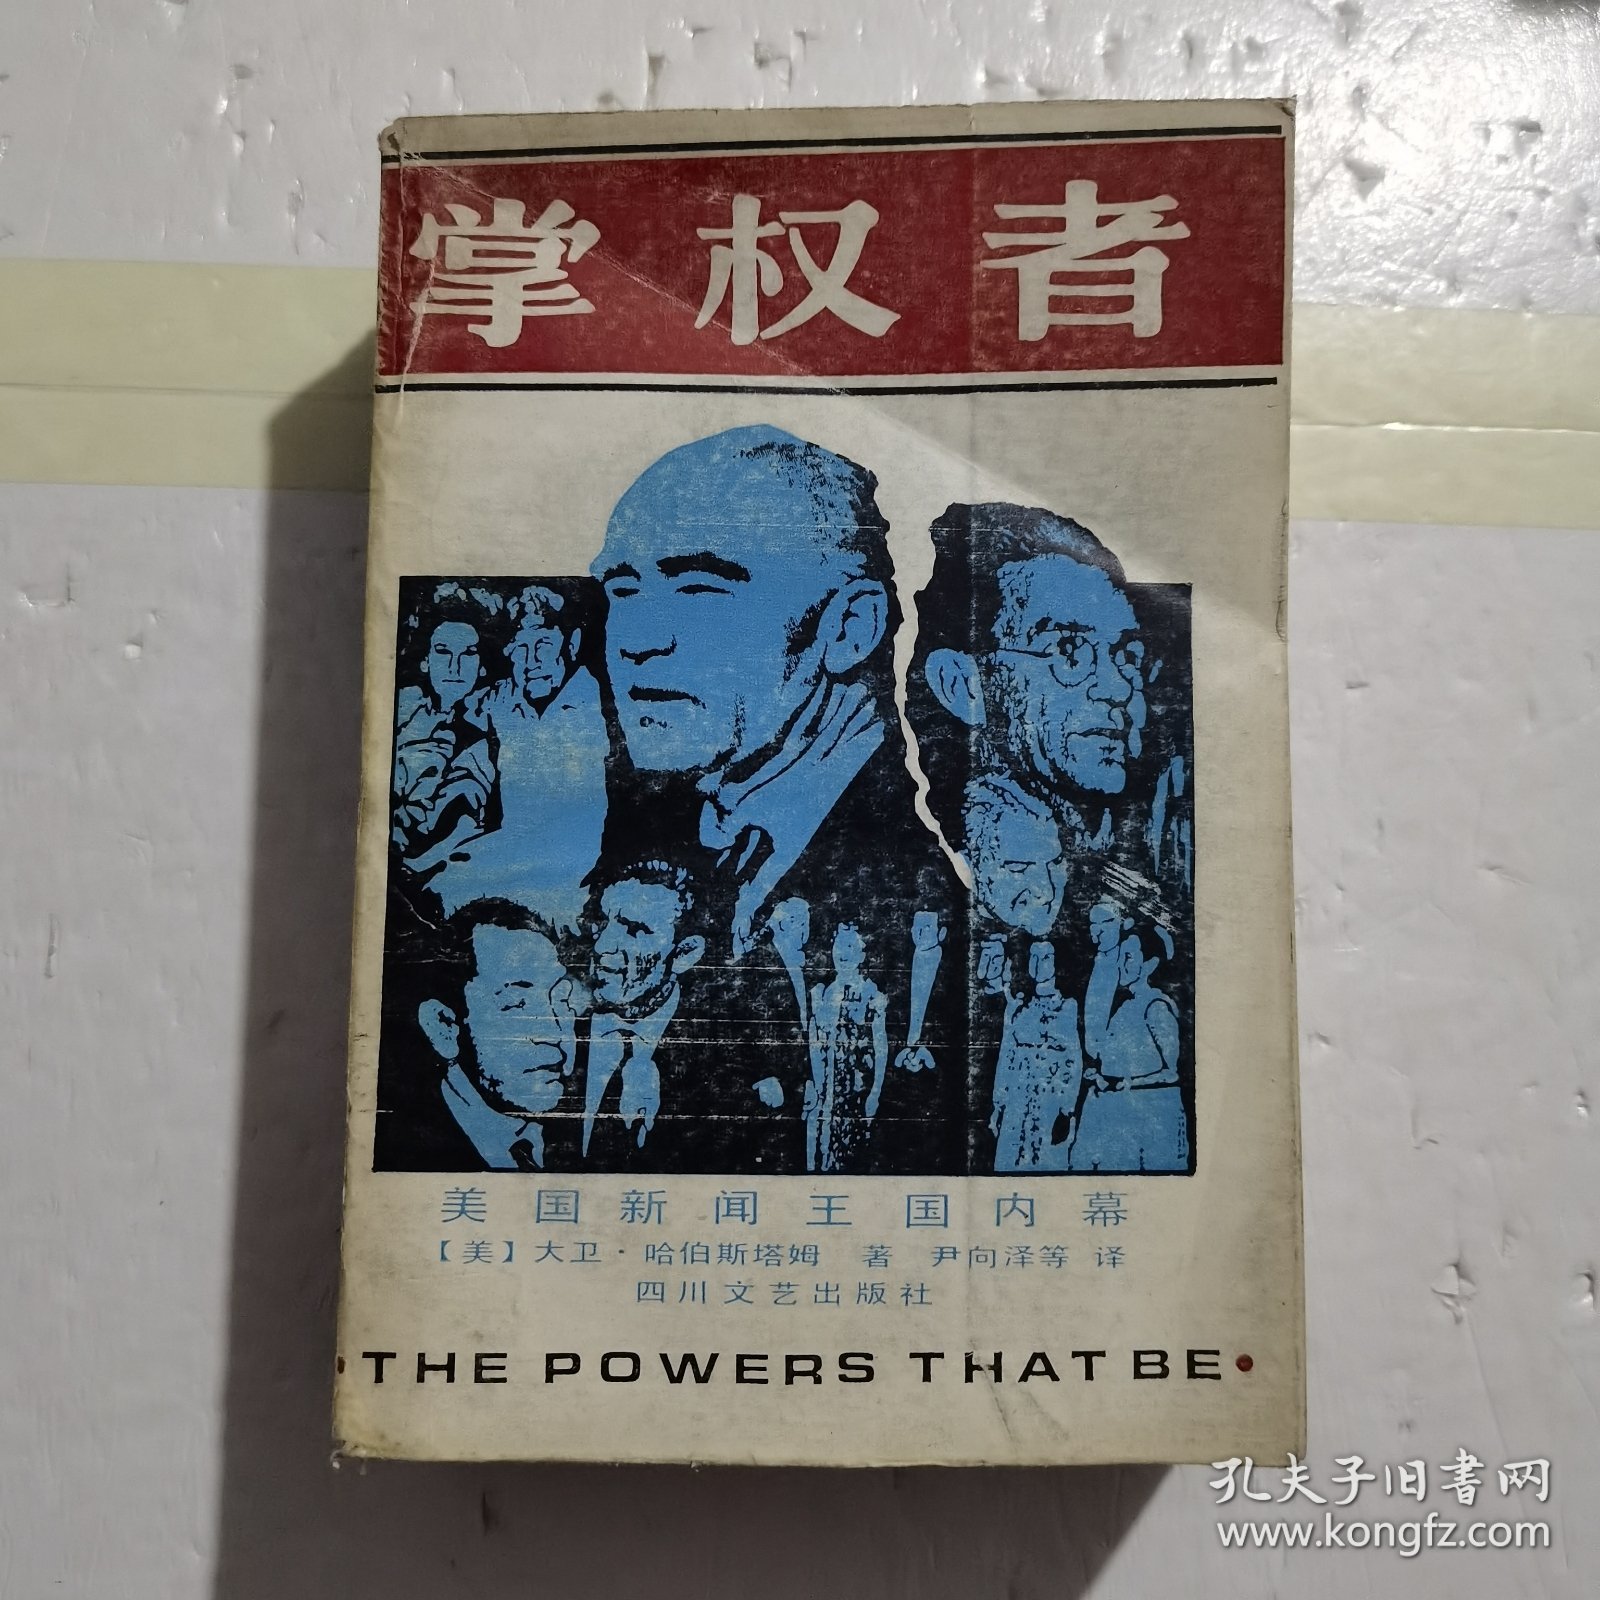 掌权者
美国新闻王国内幕
【美】大卫·哈伯斯塔姆 著 尹向泽等 译
四川文艺出版社
·THE POWERS THAT BE·
孔夫子旧书网
www.kongfz.com